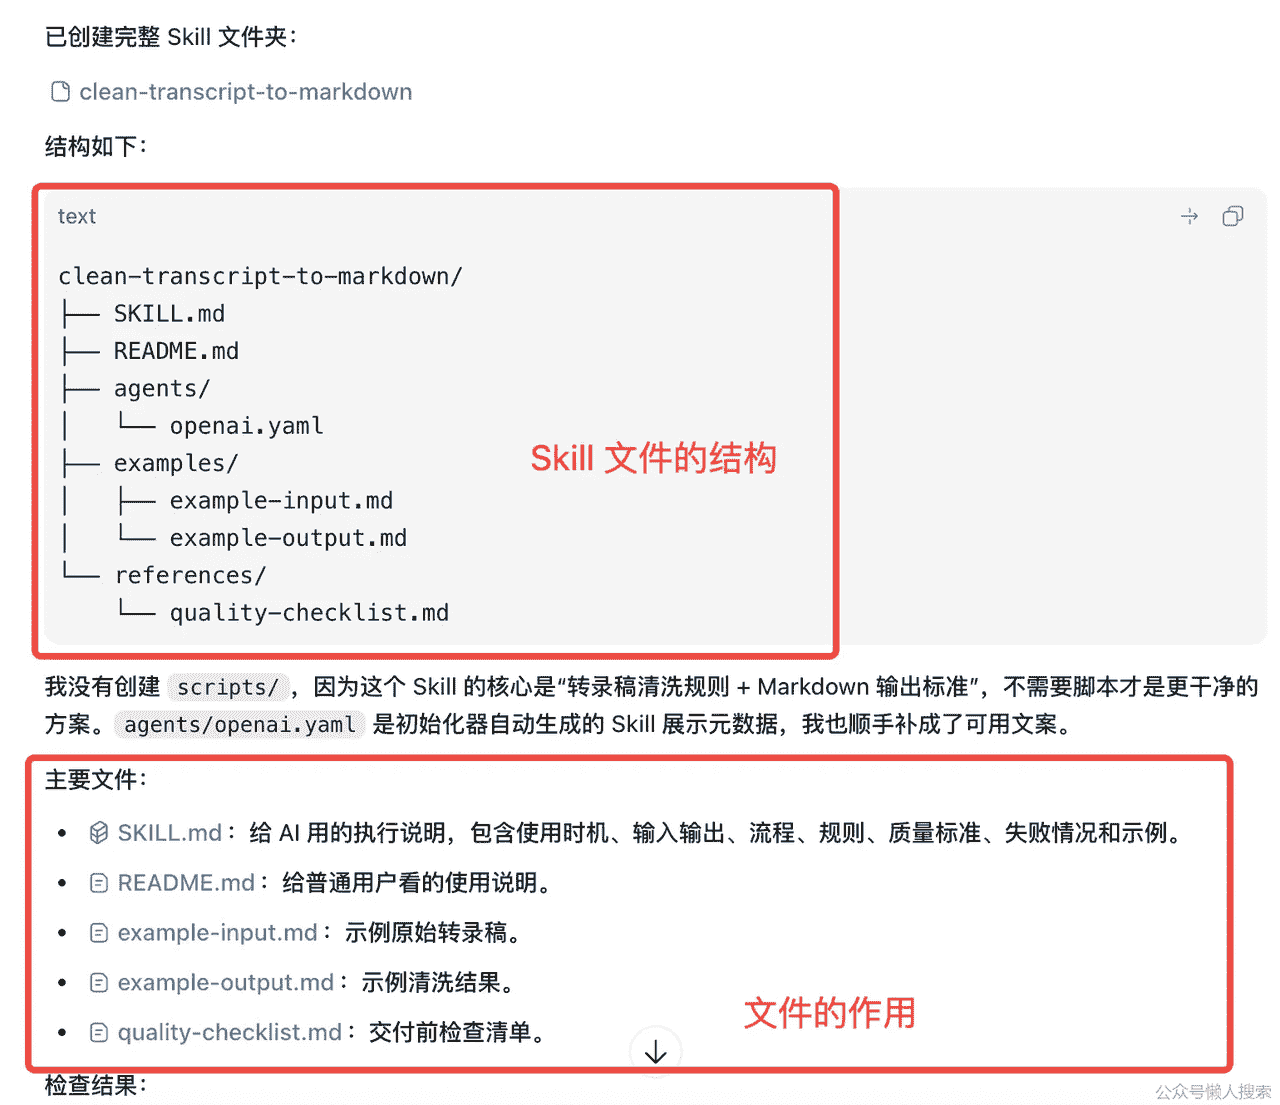 已创建完整 Skill 文件夹：
clean-transcript-to-markdown
结构如下：
text
clean-transcript-to-markdown/
├── SKILL.md
├── README.md
├── agents/
│   └── openai.yaml
├── examples/
│   ├── example-input.md
│   └── example-output.md
└── references/
    └── quality-checklist.md
Skill 文件的结构
我没有创建 scripts/，因为这个 Skill 的核心是“转录稿清洗规则 + Markdown 输出标准”，不需要脚本才是更干净的
方案。agents/openai.yaml 是初始化器自动生成的 Skill 展示元数据，我也顺手补成了可用文案。
主要文件：
• SKILL.md：给 AI 用的执行说明，包含使用时机、输入输出、流程、规则、质量标准、失败情况和示例。
• README.md：给普通用户看的使用说明。
• example-input.md：示例原始转录稿。
• example-output.md：示例清洗结果。
• quality-checklist.md：交付前检查清单。
文件的作用
检查结果：
公众号懒人搜索